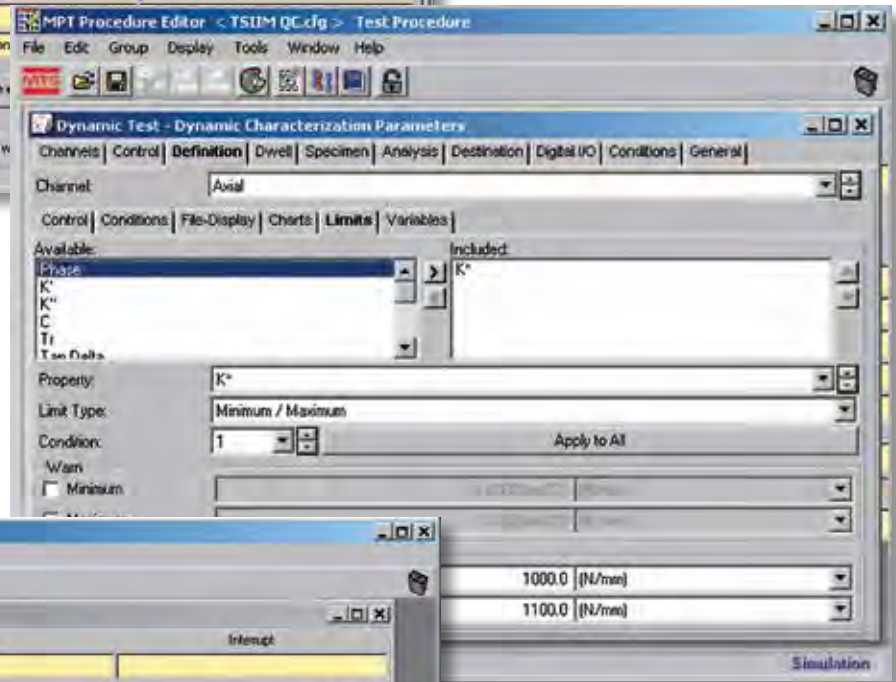 MPT Procedure Editor < TSIIM QC.cfg > Test Procedure
File Edit Group Display Tools Window Help
MTS
Dynamic Test - Dynamic Characterization Parameters
Channels Control Definition Dwell Specimen Analysis Destination Digital I/O Conditions General
Channel: Axial
Control Conditions File-Display Charts Limits Variables
Available: Included:
Phase K*
K'
K"
C
Tr
Tan Delta
Property: K*
Limit Type: Minimum / Maximum
Condition: 1 Apply to All
Warn
Minimum
1000.0 (N/mm)
1100.0 (N/mm)
Interrupt
Simulation